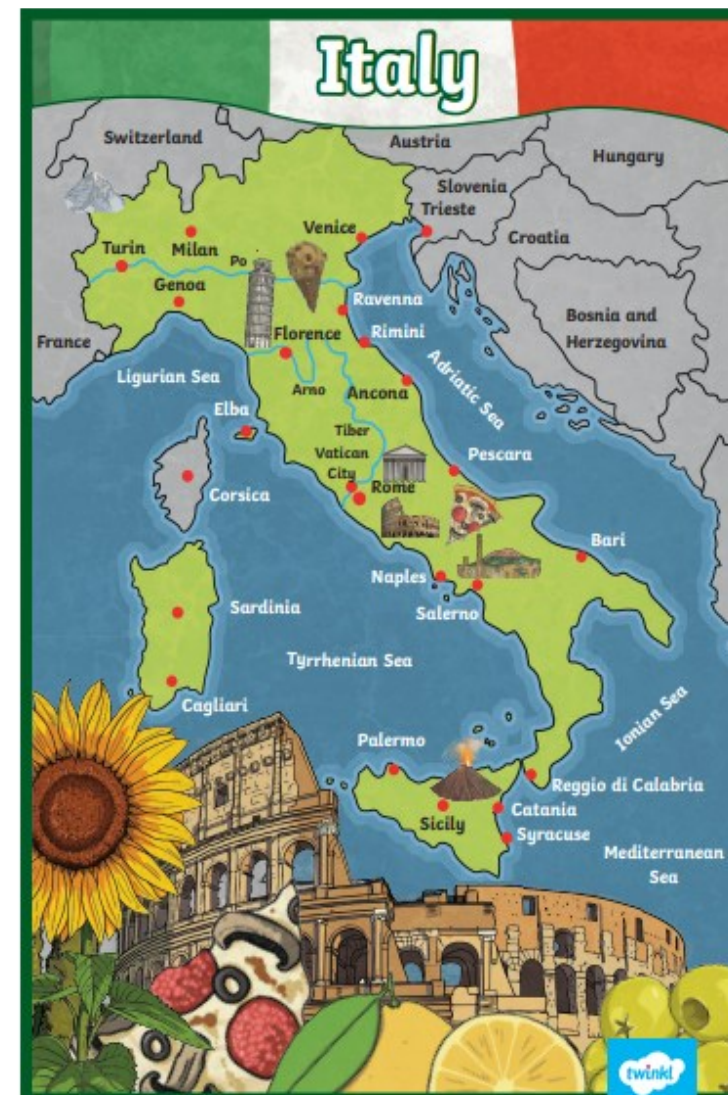 Italy
Switzerland
Austria
Hungary
Slovenia
Trieste
Venice
Croatia
Turin
Milan
Po
Genoa
Ravenna
Bosnia and
Herzegovina
France
Florence
Rimini
Ligurian Sea
Adriatic Sea
Arno
Ancona
Elba
Tiber
Vatican
City
Pescara
Rome
Corsica
Bari
Naples
Sardinia
Salerno
Tyrrhenian Sea
Cagliari
Ionian Sea
Palermo
Reggio di Calabria
Catania
Sicily
Syracuse
Mediterranean
Sea
twinkl